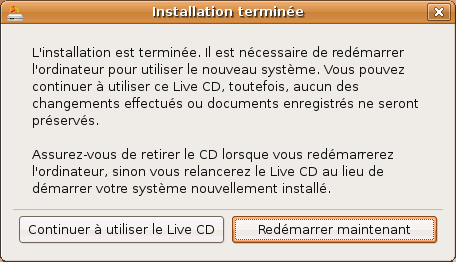 Installation terminée
L'installation est terminée. Il est nécessaire de redémarrer
l'ordinateur pour utiliser le nouveau système. Vous pouvez
continuer à utiliser ce Live CD, toutefois, aucun des
changements effectués ou documents enregistrés ne seront
préservés.
Assurez-vous de retirer le CD lorsque vous redémarrerez
l'ordinateur, sinon vous relancerez le Live CD au lieu de
démarrer votre système nouvellement installé.
Continuer à utiliser le Live CD
Redémarrer maintenant